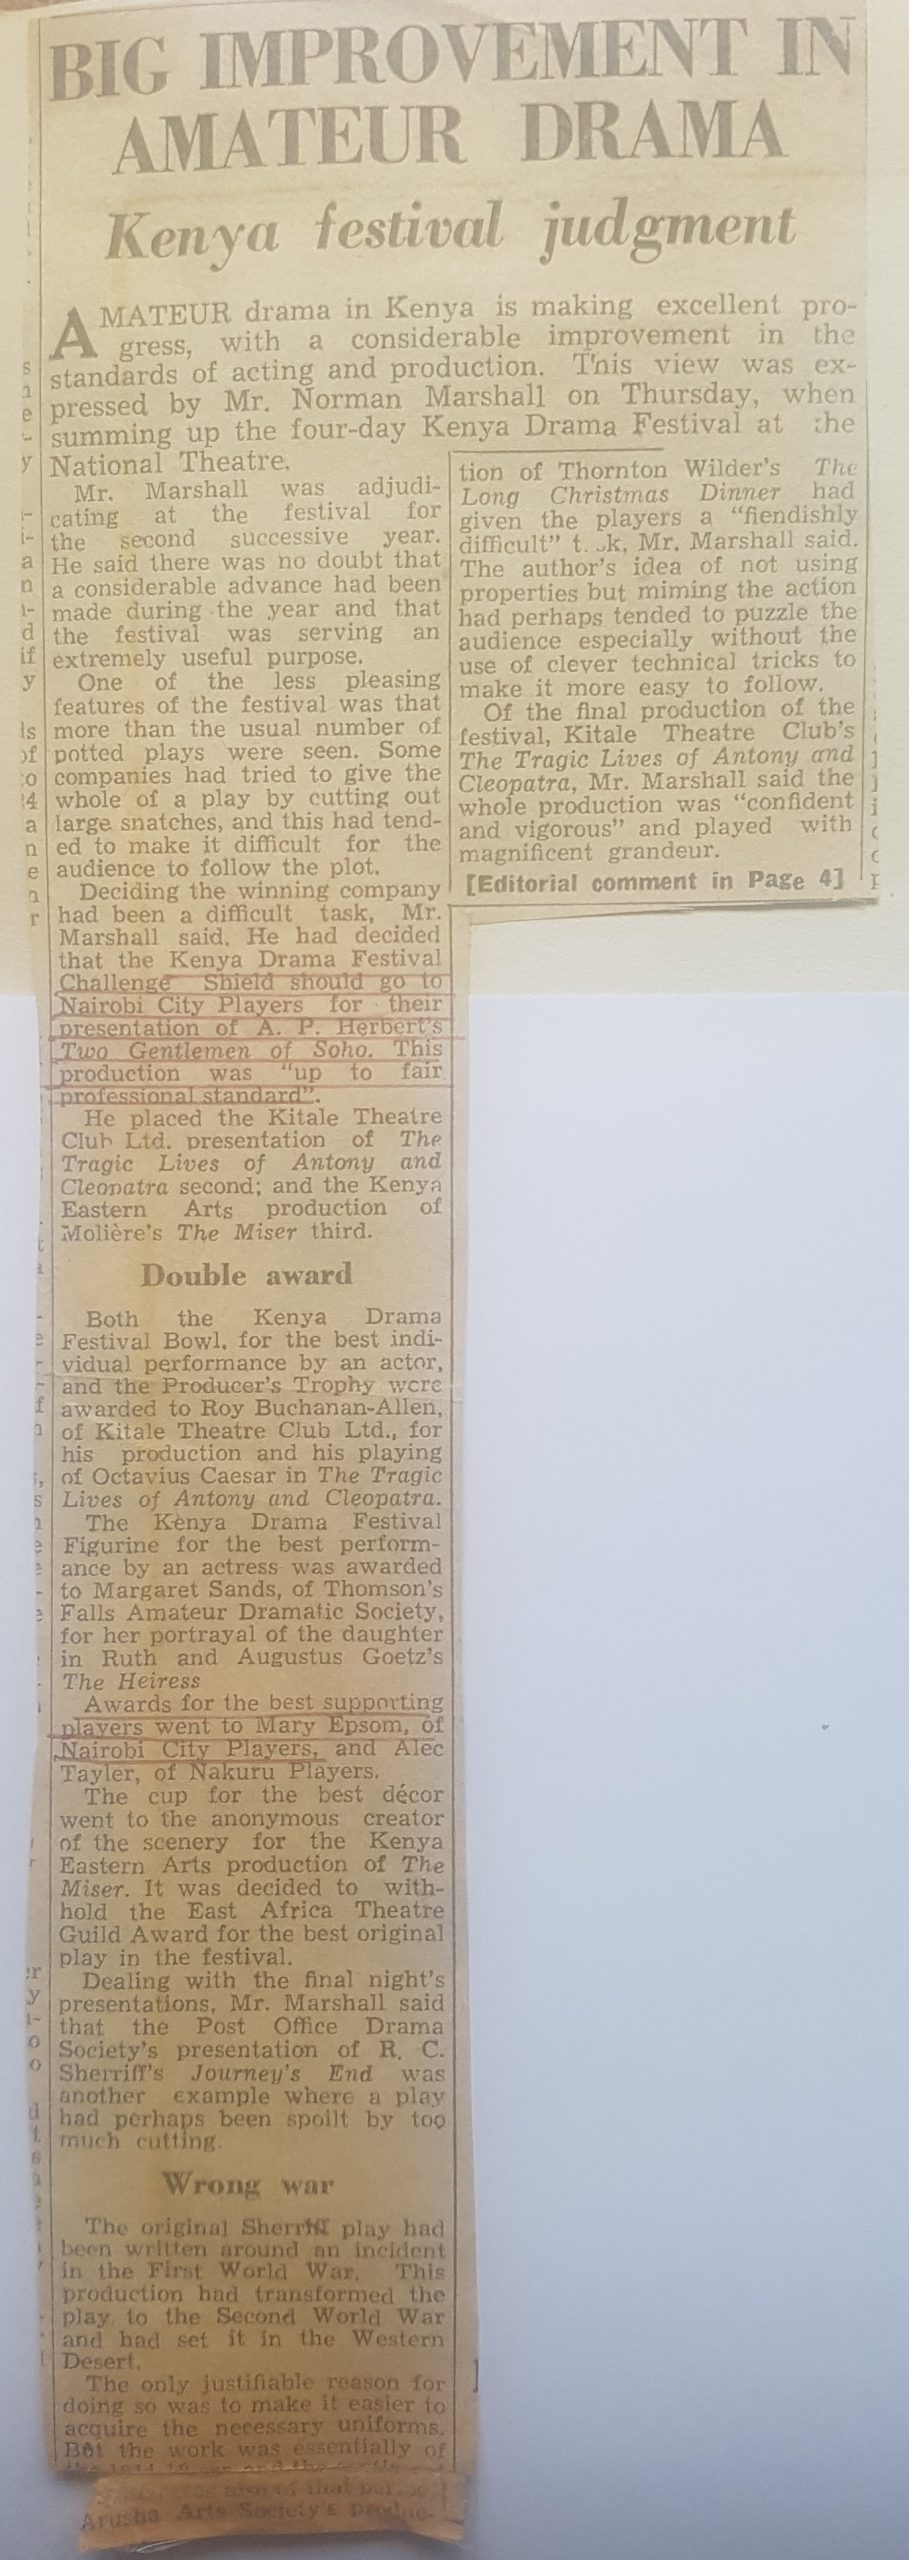 BIG IMPROVEMENT IN
AMATEUR DRAMA
Kenya festival judgment
AMATEUR drama in Kenya is making excellent pro-
gress, with a considerable improvement in the
standards of acting and production. This view was ex-
pressed by Mr. Norman Marshall on Thursday, when
summing up the four-day Kenya Drama Festival at the
National Theatre.
Mr. Marshall was adjudi-
cating at the festival for
the second successive year.
He said there was no doubt that
a considerable advance had been
made during the year and that
the festival was serving an
extremely useful purpose.
One of the less pleasing
features of the festival was that
more than the usual number of
potted plays were seen. Some
companies had tried to give the
whole of a play by cutting out
large snatches, and this had tend-
ed to make it difficult for the
audience to follow the plot.
Deciding the winning company
had been a difficult task, Mr.
Marshall said. He had decided
that the Kenya Drama Festival
Challenge Shield should go to
Nairobi City Players for their
presentation of A. P. Herbert's
Two Gentlemen of Soho. This
production was "up to fair
professional standard".
He placed the Kitale Theatre
Club Ltd. presentation of The
Tragic Lives of Antony and
Cleopatra second; and the Kenya
Eastern Arts production of
Molière's The Miser third.
Double award
Both the Kenya Drama
Festival Bowl, for the best indi-
vidual performance by an actor,
and the Producer's Trophy were
awarded to Roy Buchanan-Allen,
of Kitale Theatre Club Ltd., for
his production and his playing
of Octavius Caesar in The Tragic
Lives of Antony and Cleopatra.
The Kenya Drama Festival
Figurine for the best perform-
ance by an actress was awarded
to Margaret Sands, of Thomson's
Falls Amateur Dramatic Society,
for her portrayal of the daughter
in Ruth and Augustus Goetz's
The Heiress
Awards for the best supporting
players went to Mary Epsom, of
Nairobi City Players, and Alec
Tayler, of Nakuru Players.
The cup for the best décor
went to the anonymous creator
of the scenery for the Kenya
Eastern Arts production of The
Miser. It was decided to with-
hold the East Africa Theatre
Guild Award for the best original
play in the festival.
Dealing with the final night's
presentations, Mr. Marshall said
that the Post Office Drama
Society's presentation of R. C.
Sherriff's Journey's End was
another example where a play
had perhaps been spoilt by too
much cutting.
Wrong war
The original Sherriff play had
been written around an incident
in the First World War. This
production had transformed the
play to the Second World War
and had set it in the Western
Desert.
The only justifiable reason for
doing so was to make it easier to
acquire the necessary uniforms.
But the work was essentially of
of that
Arusha Arts Society's produc-
tion of Thornton Wilder's The
Long Christmas Dinner had
given the players a "fiendishly
difficult" Mr. Marshall said.
The author's idea of not using
properties but miming the action
had perhaps tended to puzzle the
audience especially without the
use of clever technical tricks to
make it more easy to follow.
Of the final production of the
festival, Kitale Theatre Club's
The Tragic Lives of Antony and
Cleopatra, Mr. Marshall said the
whole production was "confident
and vigorous" and played with
magnificent grandeur.
[Editorial comment in Page 4]